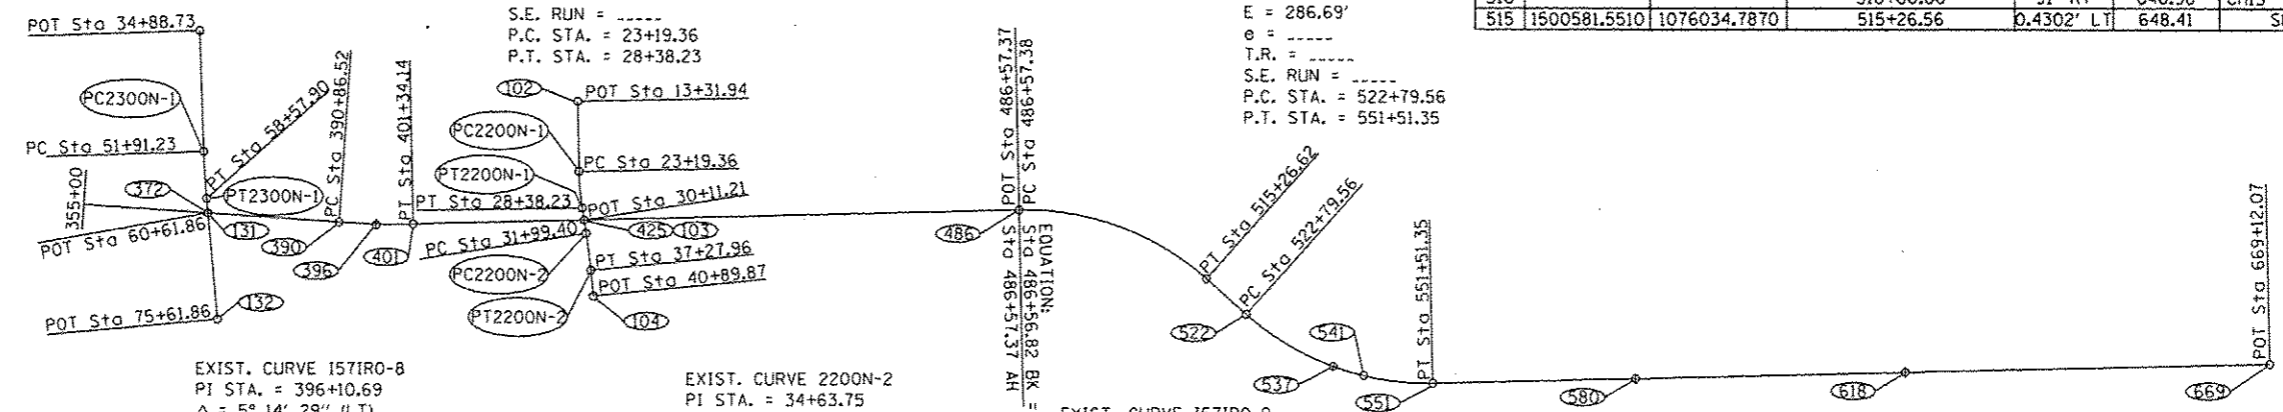 POT Sta 34+88.73
S.E. RUN = _____
P.C. STA. = 23+19.36
P.T. STA. = 28+38.23
E = 286.69'
e = _____
T.R. = _____
S.E. RUN = _____
P.C. STA. = 522+79.56
P.T. STA. = 551+51.35
515 1500581.5510 1076034.7870 515+26.56 0.4302' LT 648.41
PC2300N-1
PC Sta 51+91.23
PT Sta 58+57.90
PC Sta 390+86.52
PT Sta 401+34.14
102
POT Sta 13+31.94
PC2200N-1
PC Sta 23+19.36
PT2200N-1
POT Sta 30+11.21
PT Sta 28+38.23
355+00
372
PT2300N-1
POT Sta 60+61.86
131
390
396
401
PC Sta 31+99.40
425
103
PC2200N-2
PT Sta 37+27.96
POT Sta 40+89.87
PT2200N-2
104
132
POT Sta 75+61.86
POT Sta 486+57.37
PC Sta 486+57.38
486
EQUATION:
Sta 486+56.82 BK =
Sta 486+57.37 AH
PT Sta 515+26.62
PC Sta 522+79.56
522
541
537
PT Sta 551+51.35
551
580
618
669
POT Sta 669+12.07
EXIST. CURVE I57IRO-8
PI STA. = 396+10.69
Δ = 5° 14' 29" (LT)
EXIST. CURVE 2200N-2
PI STA. = 34+63.75
EXIST. CURVE I57IRO-9